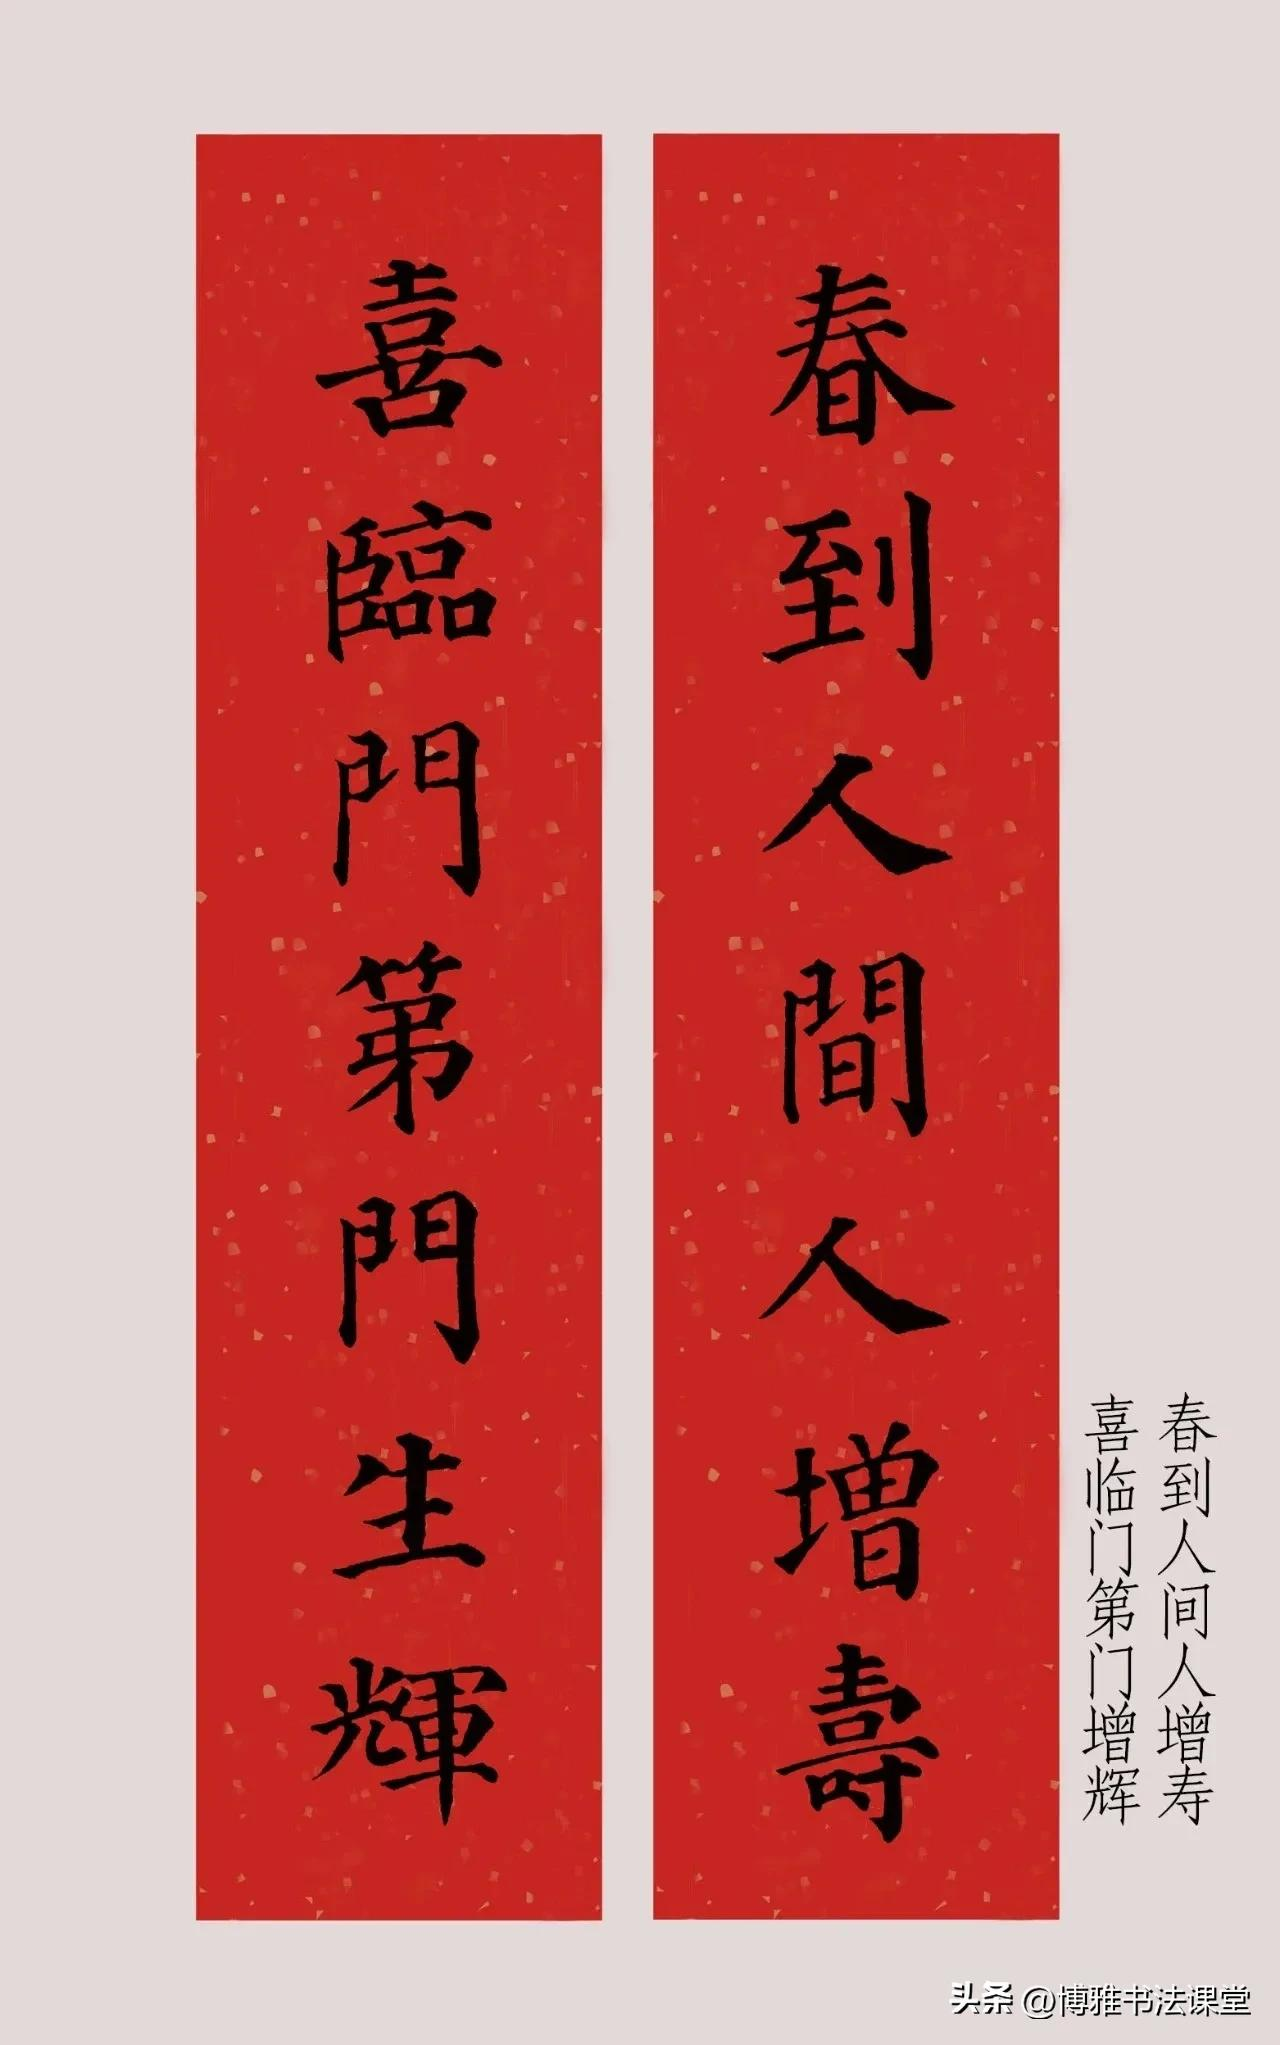 春到人間人增壽
喜臨門第門生輝
春到人间人增寿
喜临门第门增辉
头条 @博雅书法课堂